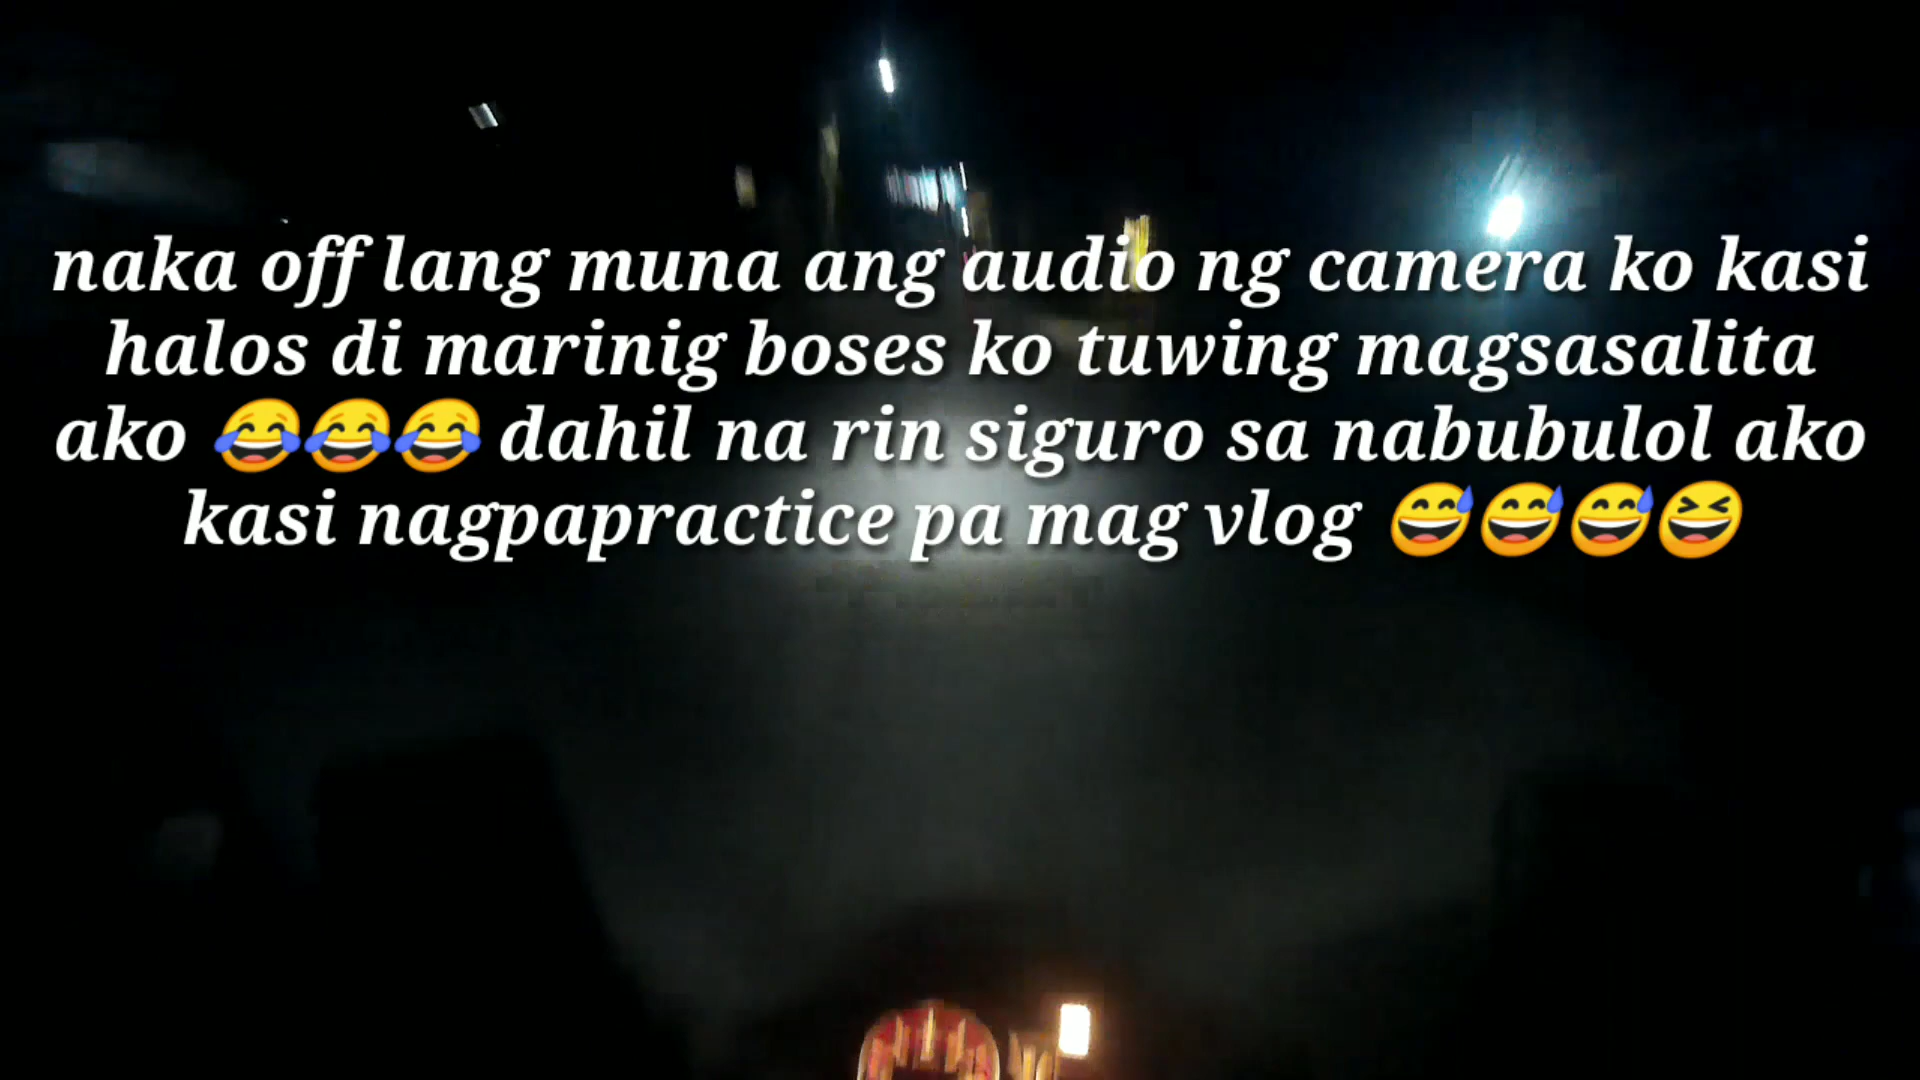 naka off lang muna ang audio ng camera ko kasi
halos di marinig boses ko tuwing magsasalita
ako 😂😂😂 dahil na rin siguro sa nabubulol ako
kasi nagpapractice pa mag vlog 😅😅😅😆